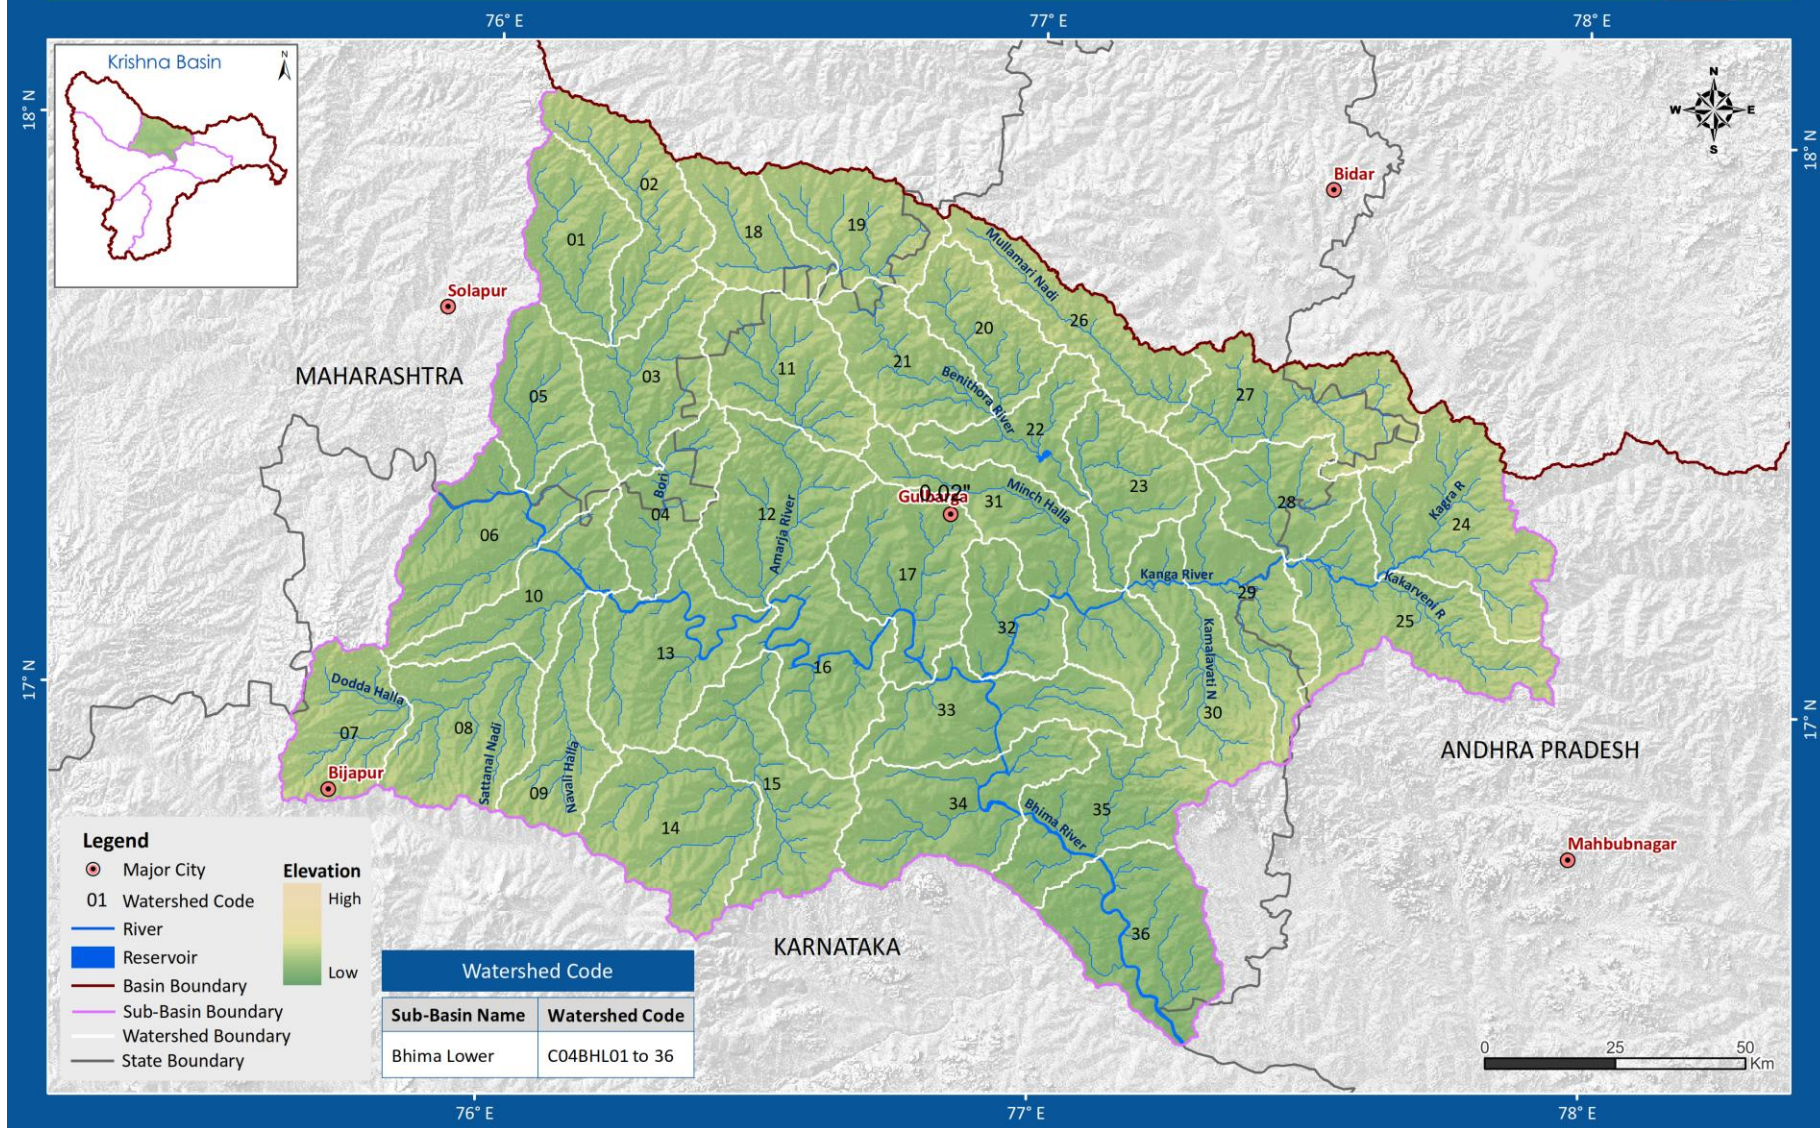 76° E
77° E
78° E
Krishna Basin
N
18° N
18° N
N
W
E
S
Bidar
02
19
18
01
Mullamari Nadi
Solapur
26
20
MAHARASHTRA
21
11
03
05
27
Benithora River
22
Bori
23
Minch Halla
0.02"
Gulbarga
31
28
Kagra R
24
12
04
Amarja River
06
17
Kanga River
Kakarveni R
29
10
25
32
Kamalavati N
13
16
17° N
17° N
Dodda Halla
33
30
07
08
ANDHRA PRADESH
Sattanal Nadi
Navali Halla
Bijapur
15
09
34
35
Bhima River
14
Mahbubnagar
36
KARNATAKA
Legend
Major City
01 Watershed Code
River
Reservoir
Basin Boundary
Sub-Basin Boundary
Watershed Boundary
State Boundary
Elevation
High
Low
Watershed Code
Sub-Basin Name Watershed Code
Bhima Lower C04BHL01 to 36
0 25 50
Km
76° E
77° E
78° E